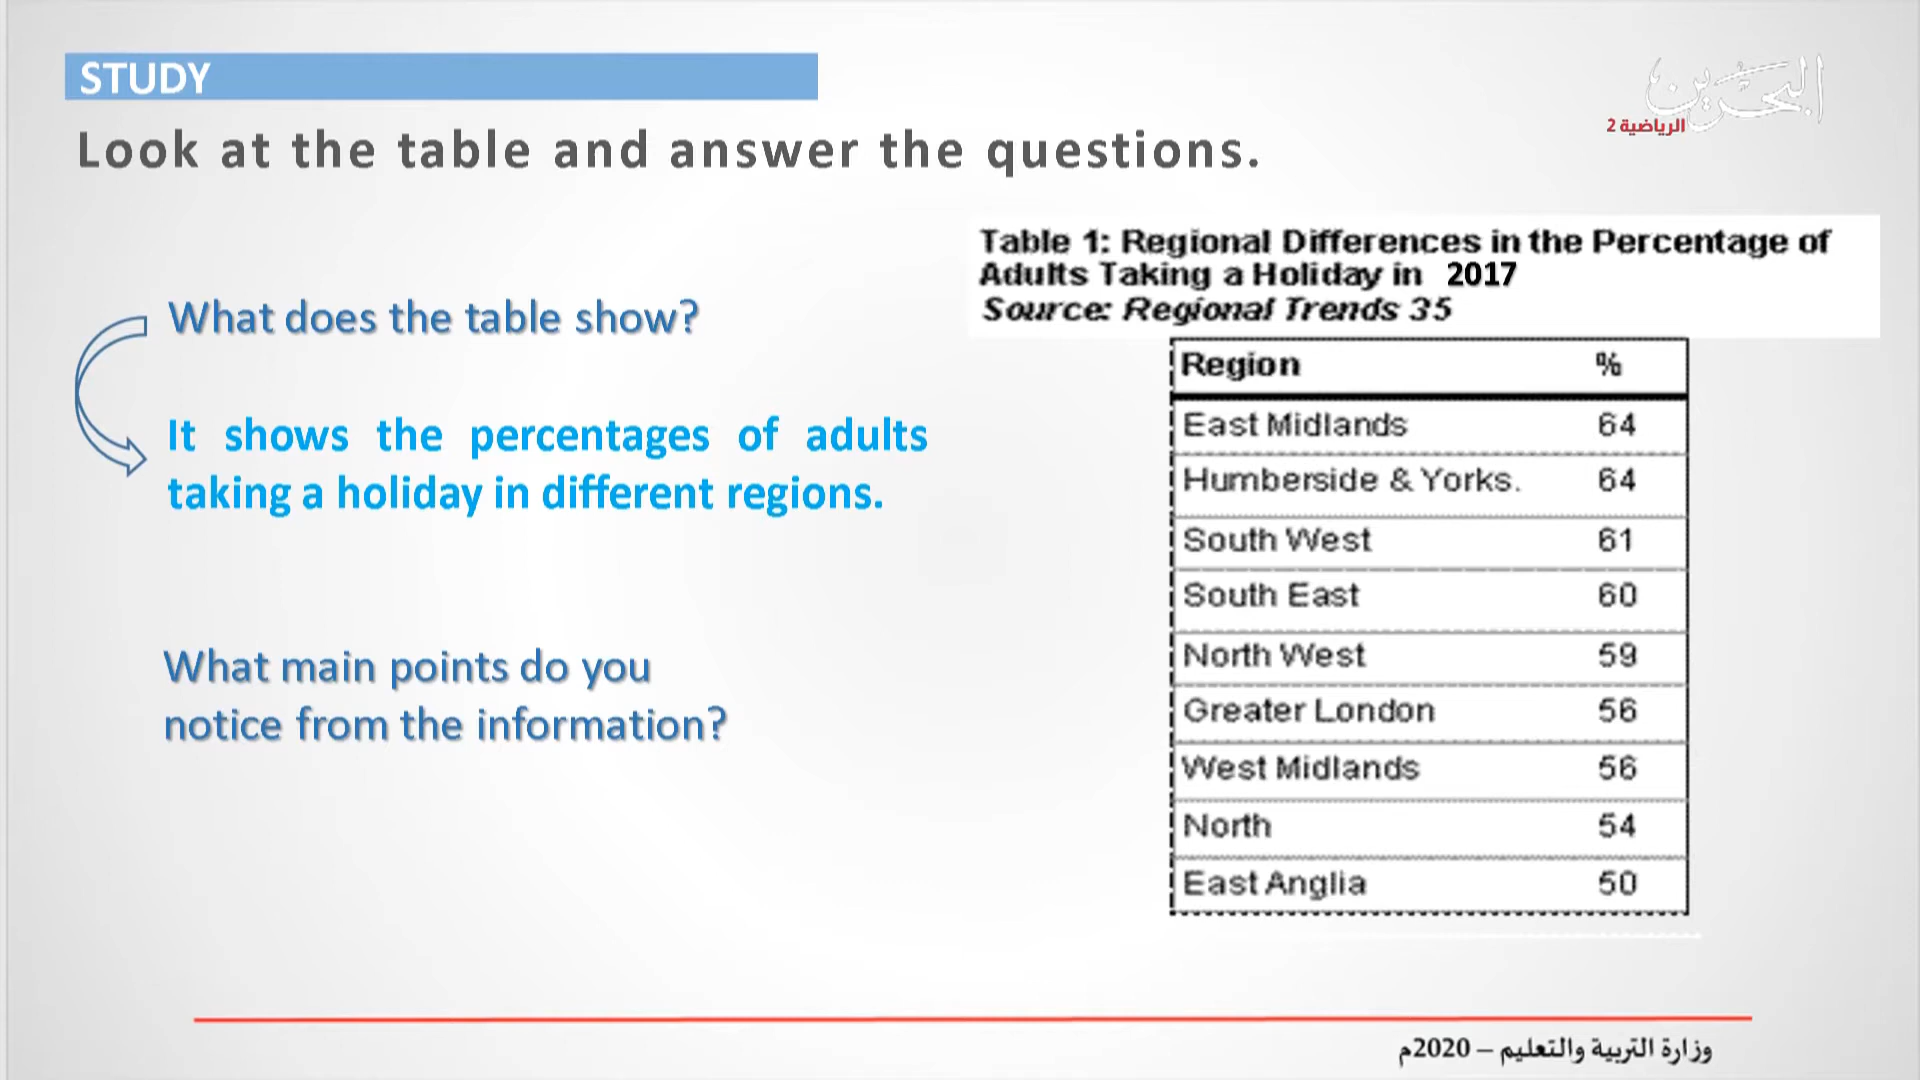 STUDY
البحرين
الرياضية 2
Look at the table and answer the questions.
What does the table show?
It shows the percentages of adults
taking a holiday in different regions.
What main points do you
notice from the information?
Table 1: Regional Differences in the Percentage of
Adults Taking a Holiday in 2017
Source: Regional Trends 35
Region %
East Midlands 64
Humberside & Yorks. 64
South West 61
South East 60
North West 59
Greater London 56
West Midlands 56
North 54
East Anglia 50
وزارة التربية والتعليم – 2020م